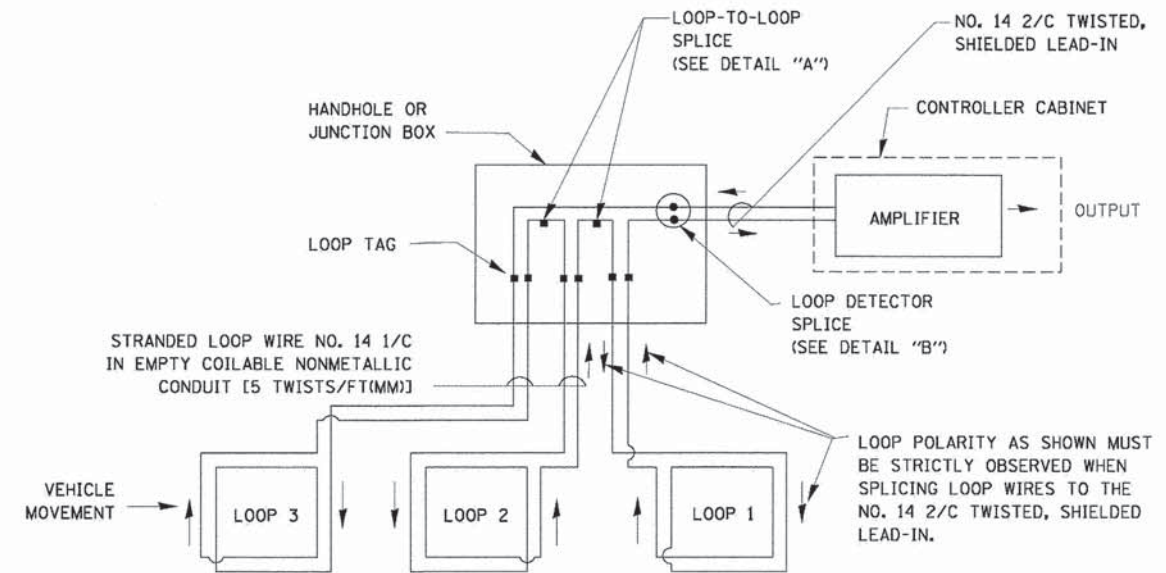 LOOP-TO-LOOP
SPLICE
(SEE DETAIL "A")
NO. 14 2/C TWISTED,
SHIELDED LEAD-IN
HANDHOLE OR
JUNCTION BOX
CONTROLLER CABINET
AMPLIFIER
OUTPUT
LOOP TAG
LOOP DETECTOR
SPLICE
(SEE DETAIL "B")
STRANDED LOOP WIRE NO. 14 1/C
IN EMPTY COILABLE NONMETALLIC
CONDUIT [5 TWISTS/FT(MM)]
LOOP POLARITY AS SHOWN MUST
BE STRICTLY OBSERVED WHEN
SPLICING LOOP WIRES TO THE
NO. 14 2/C TWISTED, SHIELDED
LEAD-IN.
VEHICLE
MOVEMENT
LOOP 3
LOOP 2
LOOP 1